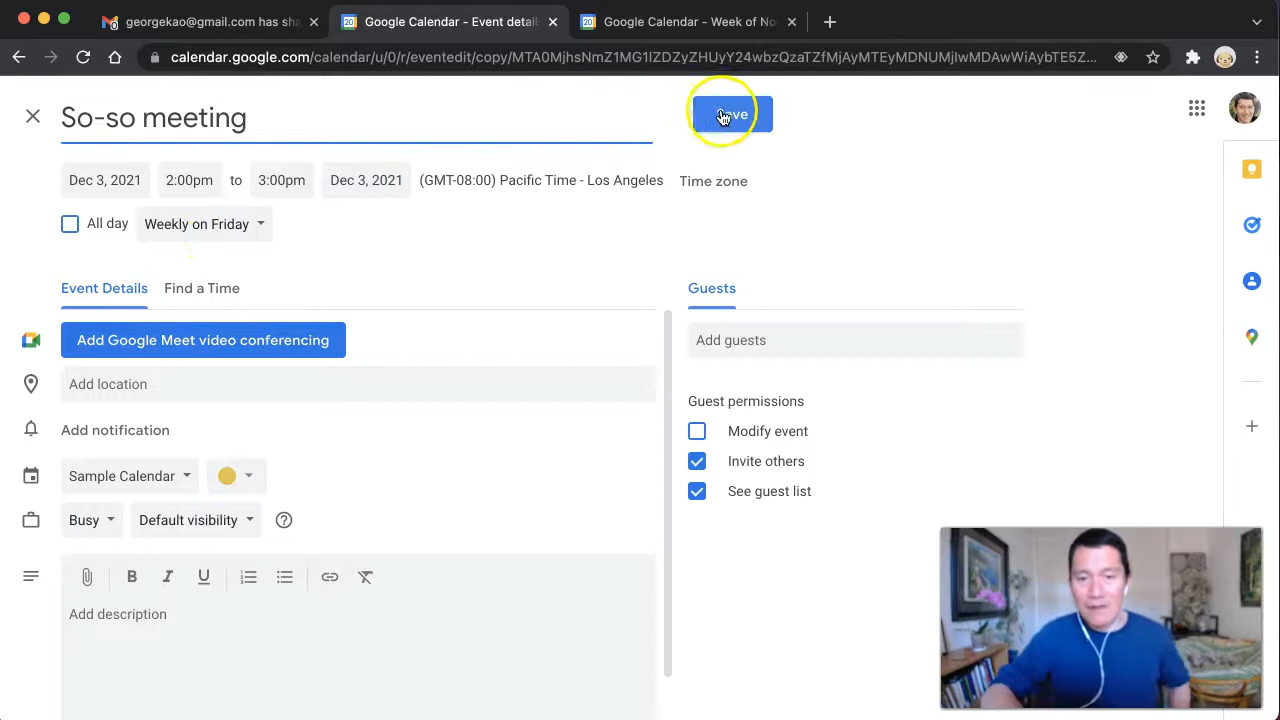 georgekao@gmail.com has sha
Google Calendar - Event detail
Google Calendar - Week of No
calendar.google.com/calendar/u/0/r/eventedit/copy/
So-so meeting
Dec 3, 2021 2:00pm to 3:00pm Dec 3, 2021 (GMT-08:00) Pacific Time - Los Angeles Time zone
All day Weekly on Friday
Event Details Find a Time
Guests
Add Google Meet video conferencing
Add guests
Add location
Guest permissions
Add notification
Modify event
Invite others
Sample Calendar
See guest list
Busy Default visibility
B I U
Add description